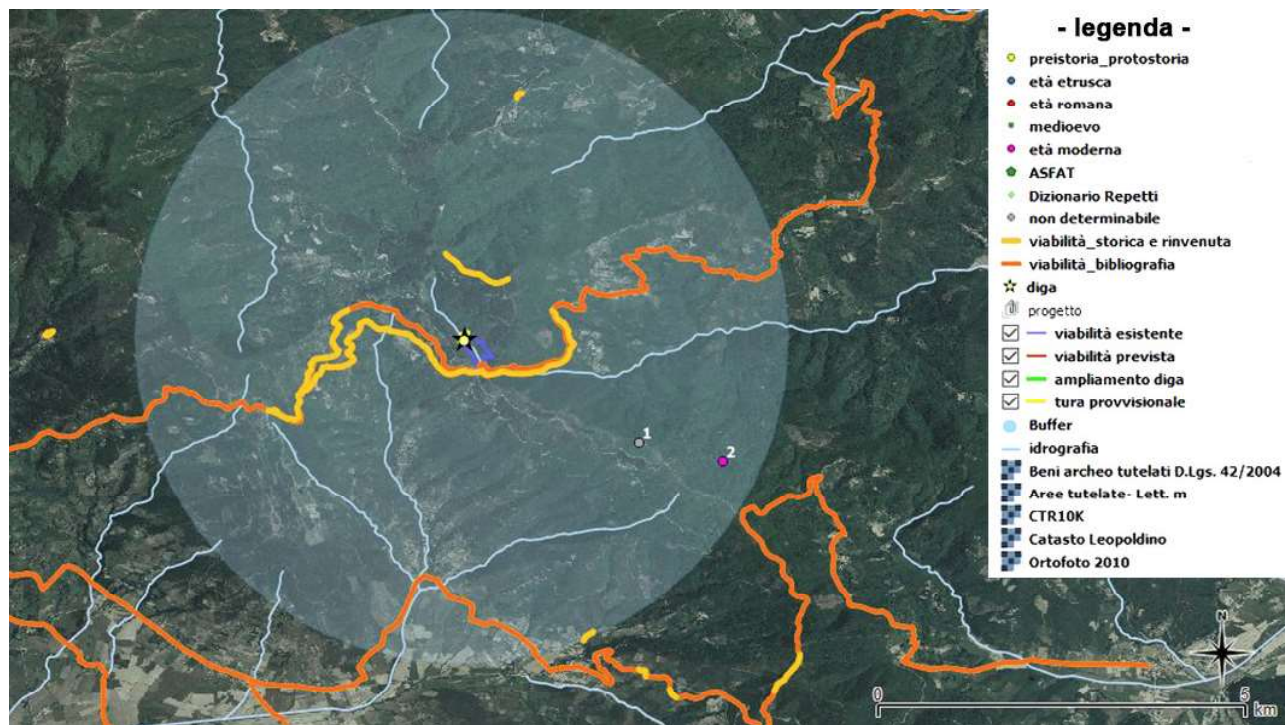 - legenda -
preistoria_protostoria
età etrusca
età romana
medioevo
età moderna
ASFAT
Dizionario Repetti
non determinabile
viabilità_storica e rinvenuta
viabilità_bibliografia
diga
progetto
viabilità esistente
viabilità prevista
ampliamento diga
tura provvisionale
Buffer
idrografia
Beni archeo tutelati D.Lgs. 42/2004
Aree tutelate- Lett. m
CTR10K
Catasto Leopoldino
Ortofoto 2010
1
2
N
0 5
km